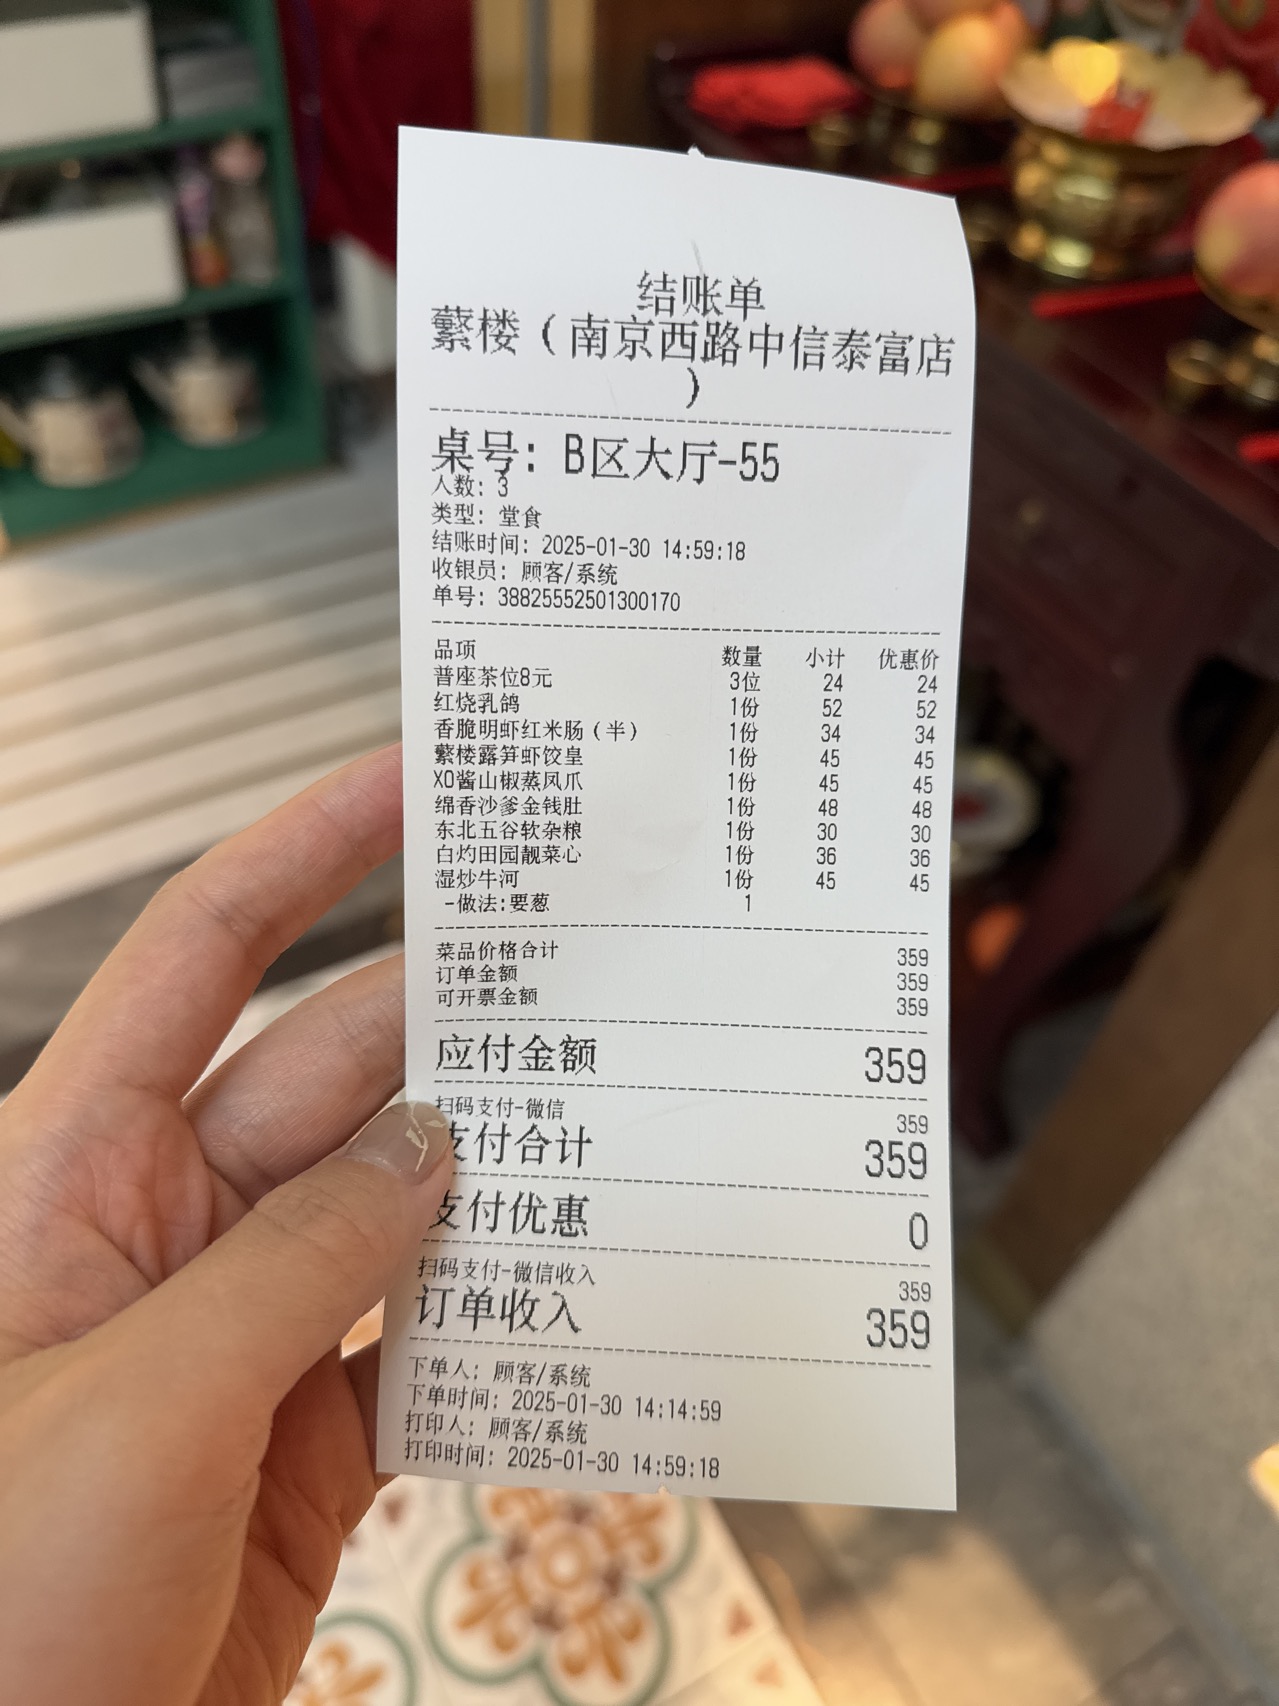 结账单
蘩楼（南京西路中信泰富店
）
桌号：B区大厅-55
人数：3
类型：堂食
结账时间：2025-01-30 14:59:18
收银员：顾客/系统
单号：38825552501300170
品项 数量 小计 优惠价
普座茶位8元 3位 24 24
红烧乳鸽 1份 52 52
香脆明虾红米肠（半） 1份 34 34
蘩楼露笋虾饺皇 1份 45 45
XO酱山椒蒸凤爪 1份 45 45
绵香沙爹金钱肚 1份 48 48
东北五谷软杂粮 1份 30 30
白灼田园靓菜心 1份 36 36
湿炒牛河 1份 45 45
-做法:要葱 1
菜品价格合计 359
订单金额 359
可开票金额 359
应付金额 359
扫码支付-微信 359
支付合计 359
支付优惠 0
扫码支付-微信收入 359
订单收入 359
下单人：顾客/系统
下单时间：2025-01-30 14:14:59
打印人：顾客/系统
打印时间：2025-01-30 14:59:18